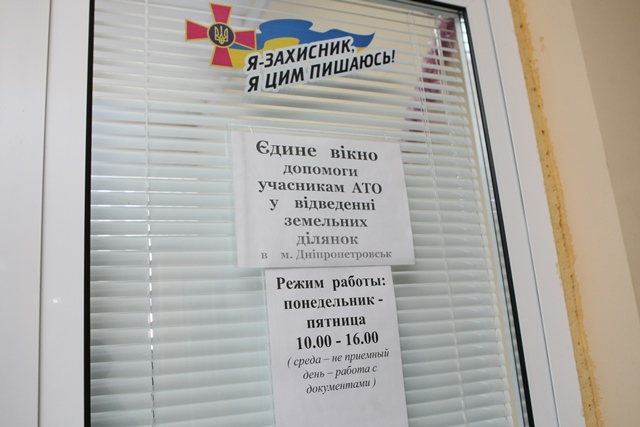 Я-ЗАХИСНИК,
Я ЦИМ ПИШАЮСЬ!
Єдине вікно
допомоги
учасникам АТО
у відведенні
земельних
ділянок
в м. Дніпропетровськ
Режим работы:
понедельник -
пятница
10.00 - 16.00
( среда – не приемный
день – работа с
документами )